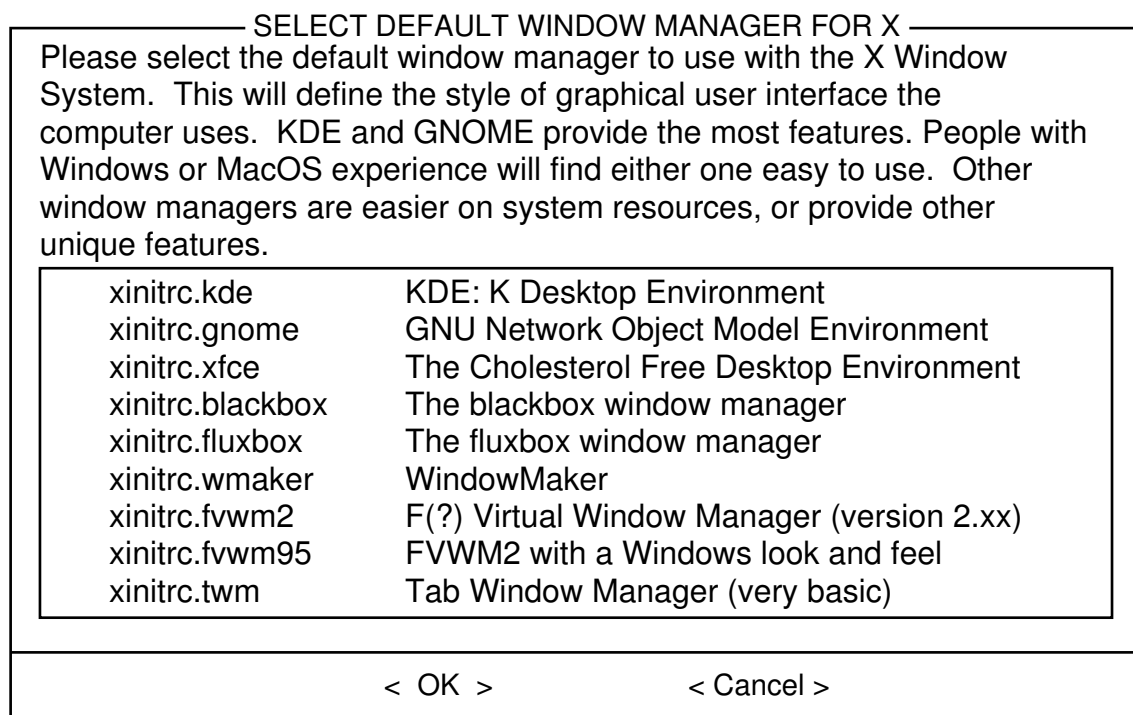 SELECT DEFAULT WINDOW MANAGER FOR X
Please select the default window manager to use with the X Window
System.  This will define the style of graphical user interface the
computer uses.  KDE and GNOME provide the most features. People with
Windows or MacOS experience will find either one easy to use.  Other
window managers are easier on system resources, or provide other
unique features.
xinitrc.kde KDE: K Desktop Environment
xinitrc.gnome GNU Network Object Model Environment
xinitrc.xfce The Cholesterol Free Desktop Environment
xinitrc.blackbox The blackbox window manager
xinitrc.fluxbox The fluxbox window manager
xinitrc.wmaker WindowMaker
xinitrc.fvwm2 F(?) Virtual Window Manager (version 2.xx)
xinitrc.fvwm95 FVWM2 with a Windows look and feel
xinitrc.twm Tab Window Manager (very basic)
<  OK  > < Cancel >